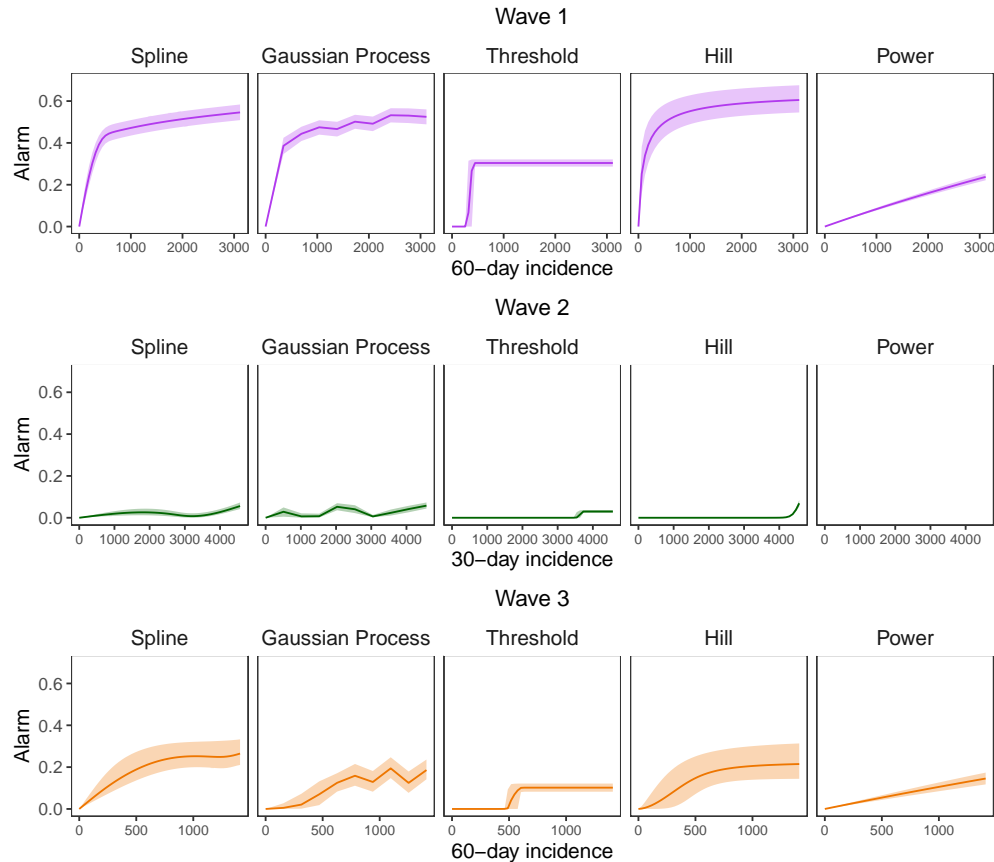 Wave 1
Spline Gaussian Process Threshold Hill Power
Alarm
0.6
0.4
0.2
0.0
0 1000 2000 3000 0 1000 2000 3000 0 1000 2000 3000 0 1000 2000 3000 0 1000 2000 3000
60−day incidence
Wave 2
Spline Gaussian Process Threshold Hill Power
Alarm
0.6
0.4
0.2
0.0
0 1000 2000 3000 4000 0 1000 2000 3000 4000 0 1000 2000 3000 4000 0 1000 2000 3000 4000 0 1000 2000 3000 4000
30−day incidence
Wave 3
Spline Gaussian Process Threshold Hill Power
Alarm
0.6
0.4
0.2
0.0
0 500 1000 0 500 1000 0 500 1000 0 500 1000 0 500 1000
60−day incidence